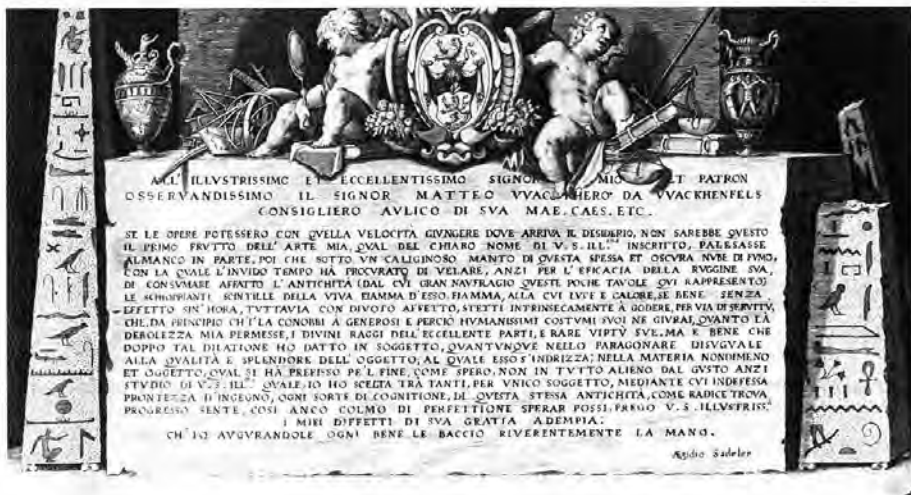 ALL' ILLVSTRISSIMO ET ECCELLENTISSIMO SIGNOR MIO ET PATRON
OSSERVANDISSIMO IL SIGNOR MATTEO VVACKHERO DA VVACKHENFELS
CONSIGLIERO AVLICO DI SVA MAE. CAES. ETC.
SE LE OPERE POTESSERO CON QVELLA VELOCITA GIVNGERE DOVE ARRIVA IL DESIDERIO, NON SAREBBE QVESTO
IL PRIMO FRVTTO DELL' ARTE MIA, QVAL DEL CHIARO NOME DI V. S. ILL.ma INSCRITTO, PALESASSE
ALMANCO IN PARTE, POI CHE SOTTO VN CALIGINOSO MANTO DI QVESTA SPESSA ET OSCVRA NVBE DI FVMO,
CON LA QVALE L'INVIDO TEMPO HÀ PROCVRATO DI VELARE, ANZI PER L' EFICACIA DELLA RVGGINE SVA,
DI CONSVMARE AFFATTO L'ANTICHITÀ (DAL CVI GRAN NAVFRAGIO QVESTE POCHE TAVOLE QVI RAPPRESENTO)
LE SCHIOPPIANTI SCINTILLE DELLA VIVA FIAMMA D'ESSO. FIAMMA, ALLA CVI LVCE E CALORE, SE BENE SENZA
EFFETTO SIN' HORA, TVTTAVIA CON DIVOTO AFFETTO, STETTI INTRINSECAMENTE À GODERE, PER VIA DI SERVITV,
CHE, DA PRINCIPIO CH'I'LA CONOBBI À GENEROSI E PERCIÒ HVMANISSIMI COSTVMI SVOI NE GIVRAI, QVANTO LA
DEBOLEZZA MIA PERMESSE, I DIVINI RAGGI DELL'ECCELLENTE PARTI, E RARE VIRTV SVE. MA E BENE CHE
DOPPO TAL DILATIONE HO DATTO IN SOGGETTO, QVANTVNQVE NELLO PARAGONARE DISVGVALE
ALLA QVALITÀ E SPLENDORE DELL' OGGETTO, AL QVALE ESSO S'INDRIZZA; NELLA MATERIA NONDIMENO
ET OGGETTO, QVAL SI HÀ PREFISSO PE'L FINE, COME SPERO, NON IN TVTTO ALIENO DAL GVSTO ANZI
STVDIO DI V. S. ILL.ma QVALE IO HO SCELTA TRÀ TANTI, PER VNICO SOGGETTO, MEDIANTE CVI INDEFESSA
PRONTEZZA D'INGEGNO, OGNI SORTE DI COGNITIONE, DI QVESTA STESSA ANTICHITÀ, COME RADICE TROVA
PROGRESSO SENTE, COSI ANCO COLMO DI PERFETTIONE SPERAR POSSI. PREGO V. S. ILLVSTRISS.a
I MIEI DIFFETTI DI SVA GRATIA ADEMPIA:
CH'IO AVGVRANDOLE OGNI BENE LE BACCIO RIVERENTEMENTE LA MANO.
Ægidio Sadeler